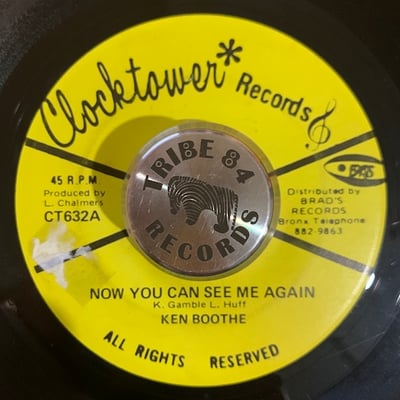 Clocktower* Records
45 R.P.M
Produced by
L. Chalmers
CT632A
TRIBE 84
RECORDS
Distributed by
BRAD'S
RECORDS
Bronx Telephone
882-9863
NOW YOU CAN SEE ME AGAIN
K. Gamble L. Huff
KEN BOOTHE
ALL RIGHTS RESERVED